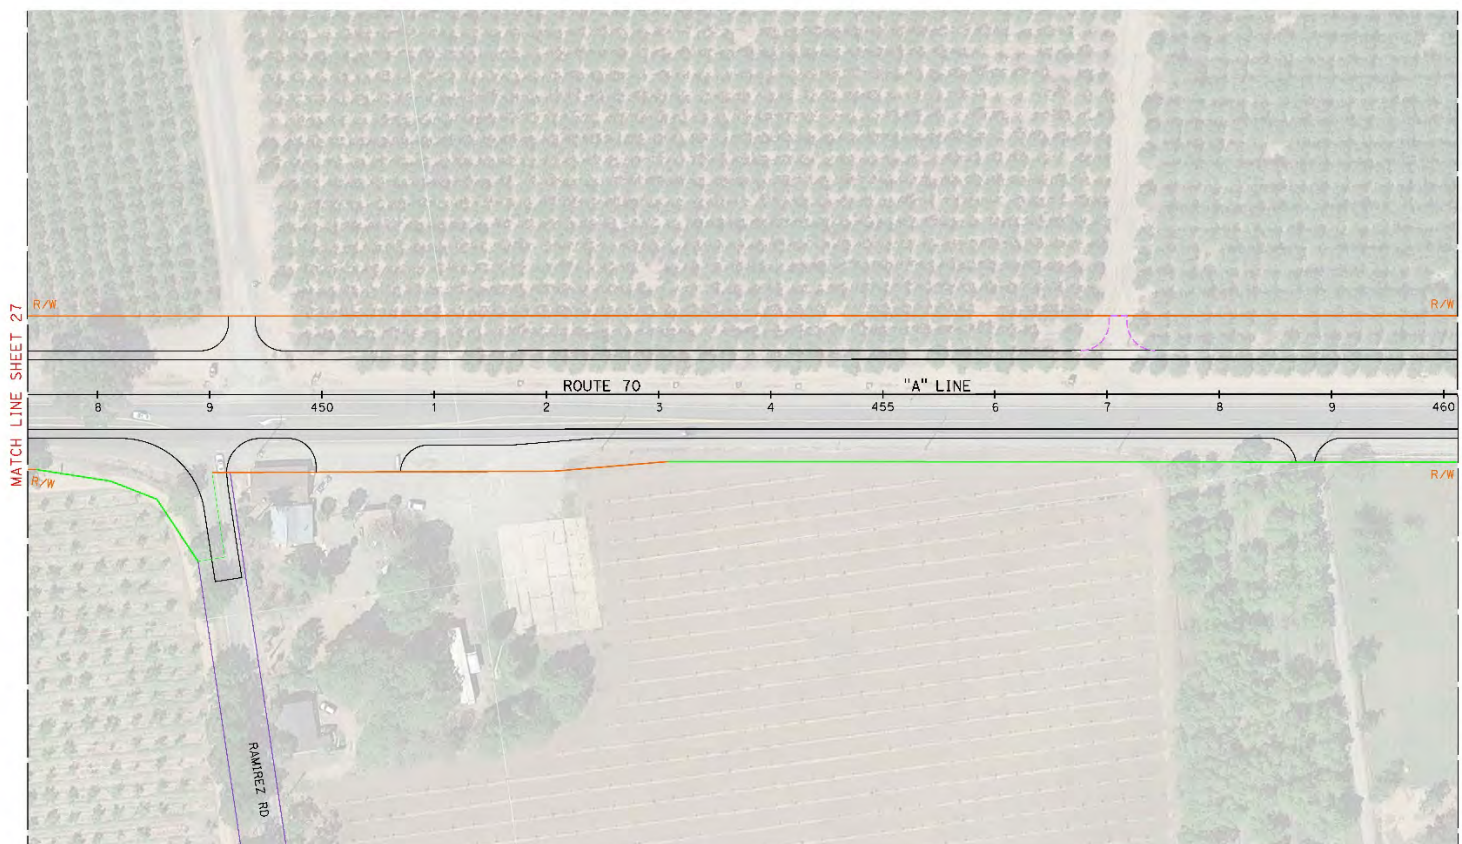 R/W
R/W
MATCH LINE SHEET 27
ROUTE 70
"A" LINE
8 9 450 1 2 3 4 455 6 7 8 9 460
R/W
R/W
RAMIREZ RD